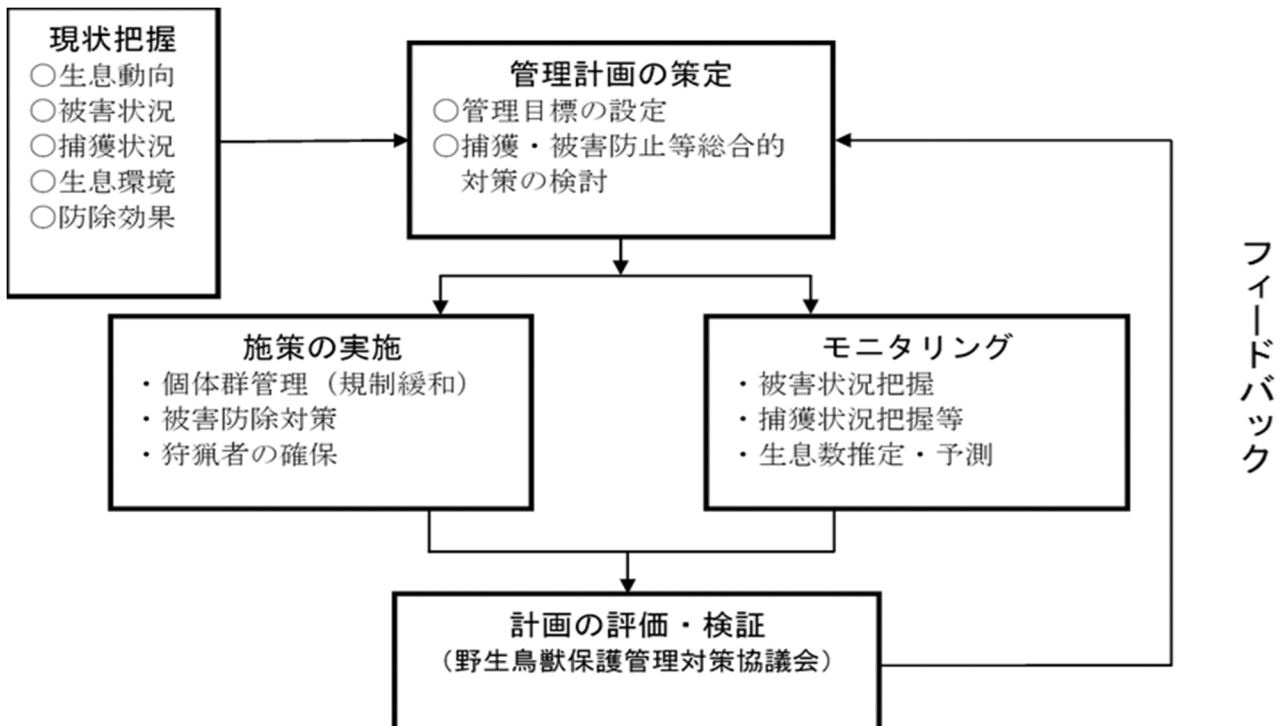 現状把握
○生息動向
○被害状況
○捕獲状況
○生息環境
○防除効果
管理計画の策定
○管理目標の設定
○捕獲・被害防止等総合的
対策の検討
施策の実施
・個体群管理（規制緩和）
・被害防除対策
・狩猟者の確保
モニタリング
・被害状況把握
・捕獲状況把握等
・生息数推定・予測
計画の評価・検証
（野生鳥獣保護管理対策協議会）
フィードバック